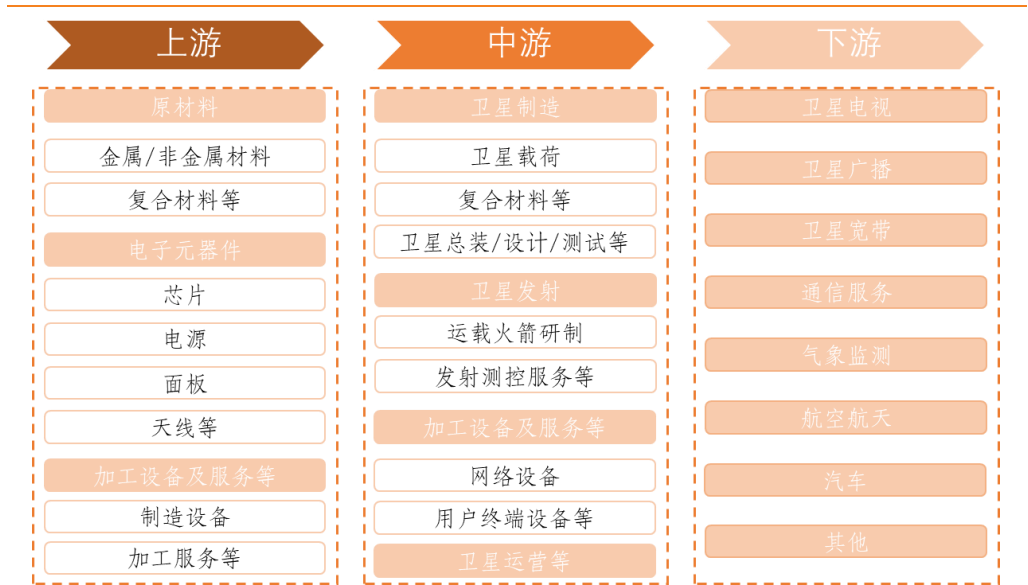 上游
原材料
金属/非金属材料
复合材料等
电子元器件
芯片
电源
面板
天线等
加工设备及服务等
制造设备
加工服务等
中游
卫星制造
卫星载荷
复合材料等
卫星总装/设计/测试等
卫星发射
运载火箭研制
发射测控服务等
加工设备及服务等
网络设备
用户终端设备等
卫星运营等
下游
卫星电视
卫星广播
卫星宽带
通信服务
气象监测
航空航天
汽车
其他